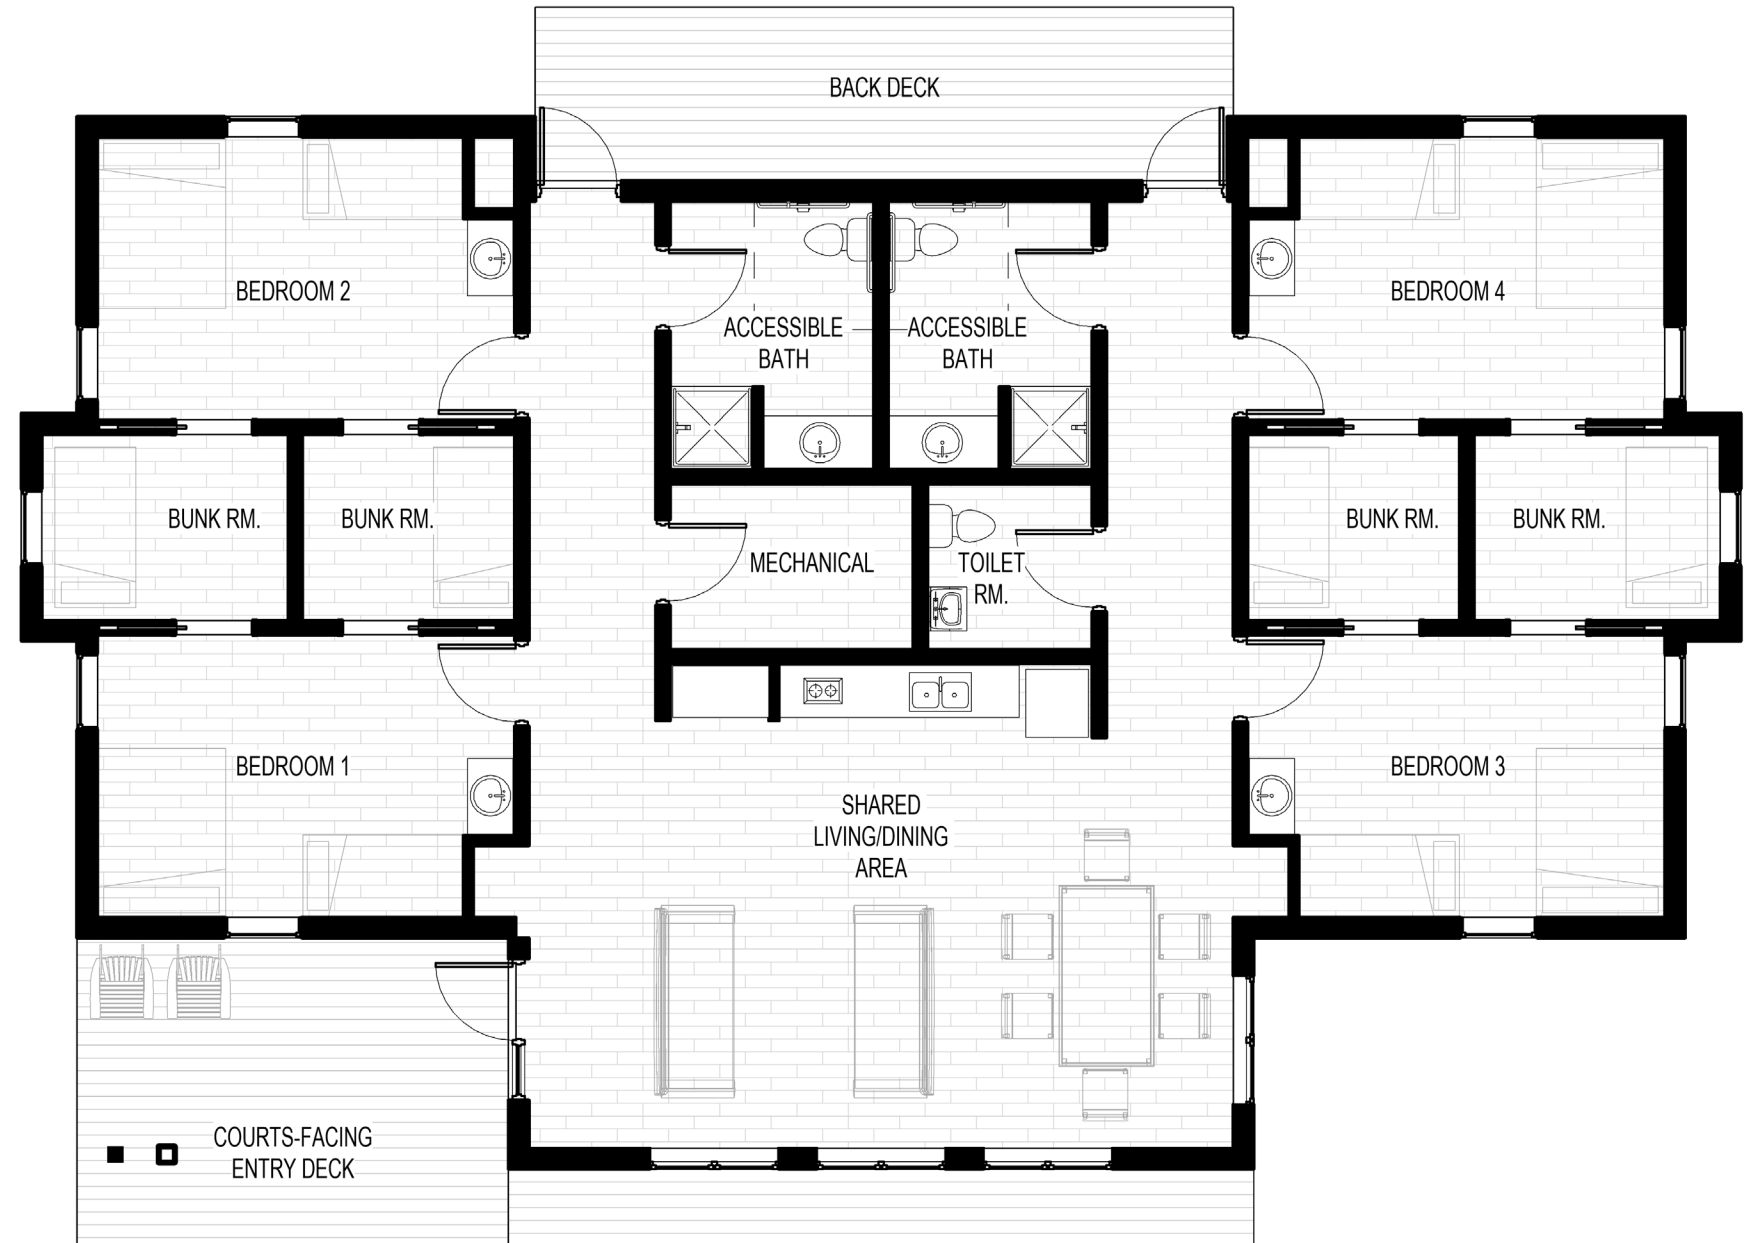 BACK DECK
BEDROOM 2
BEDROOM 4
ACCESSIBLE
BATH
ACCESSIBLE
BATH
BUNK RM.
BUNK RM.
BUNK RM.
BUNK RM.
MECHANICAL
TOILET
RM.
BEDROOM 1
BEDROOM 3
SHARED
LIVING/DINING
AREA
COURTS-FACING
ENTRY DECK